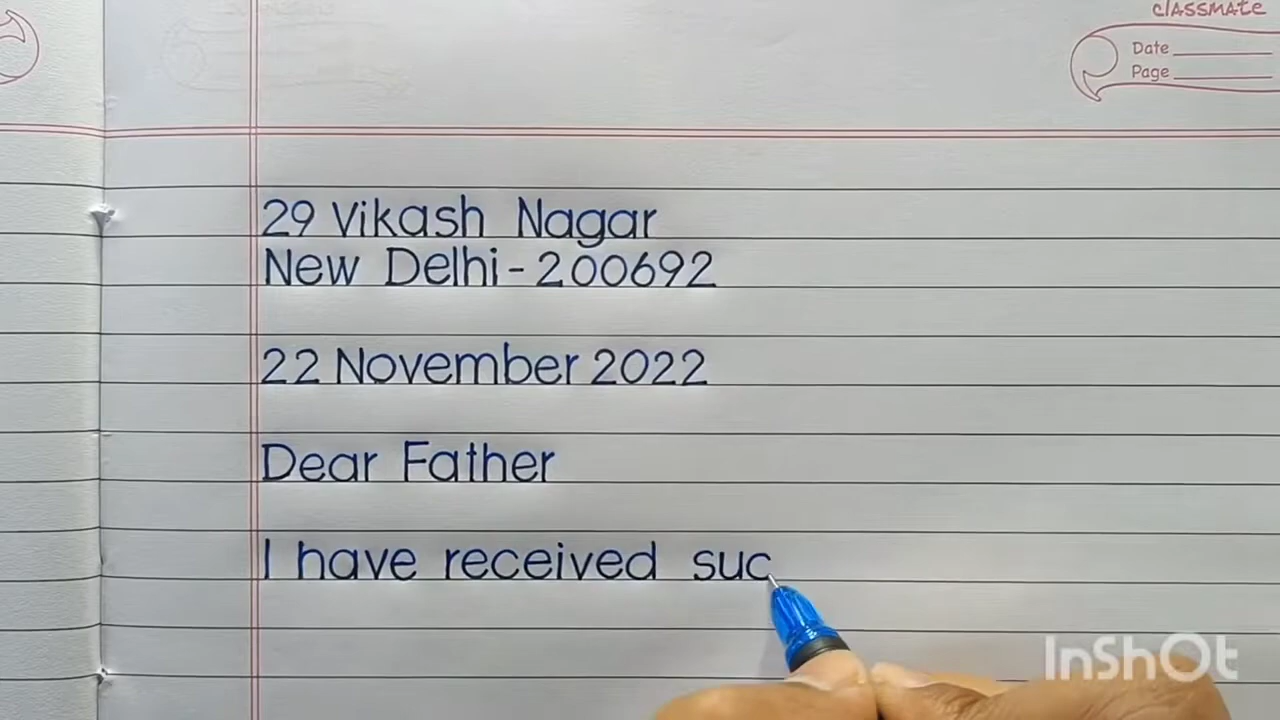 classmate
Date
Page
29 Vikash Nagar
New Delhi - 200692
22 November 2022
Dear Father
I have received suc
InShOt